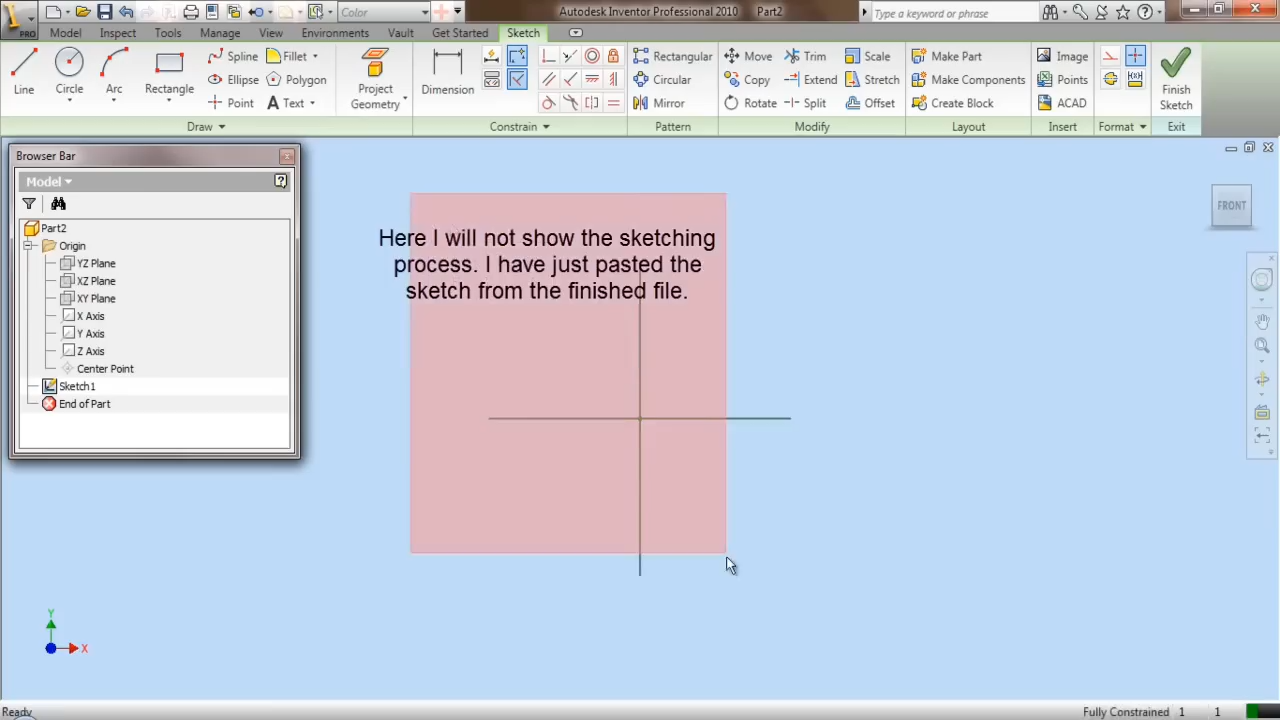 Color
Autodesk Inventor Professional 2010 Part2
Type a keyword or phrase
PRO
Model Inspect Tools Manage View Environments Vault Get Started Sketch
Line
Circle
Arc
Rectangle
Spline
Fillet
Ellipse
Polygon
Point
Text
Project
Geometry
Dimension
Rectangular
Circular
Mirror
Move
Trim
Scale
Copy
Extend
Stretch
Rotate
Split
Offset
Make Part
Make Components
Create Block
Image
Points
ACAD
Finish
Sketch
Draw
Constrain
Pattern
Modify
Layout
Insert
Format
Exit
Browser Bar
Model
Part2
Origin
YZ Plane
XZ Plane
XY Plane
X Axis
Y Axis
Z Axis
Center Point
Sketch1
End of Part
Here I will not show the sketching
process. I have just pasted the
sketch from the finished file.
FRONT
Y
X
Ready
Fully Constrained 1 1